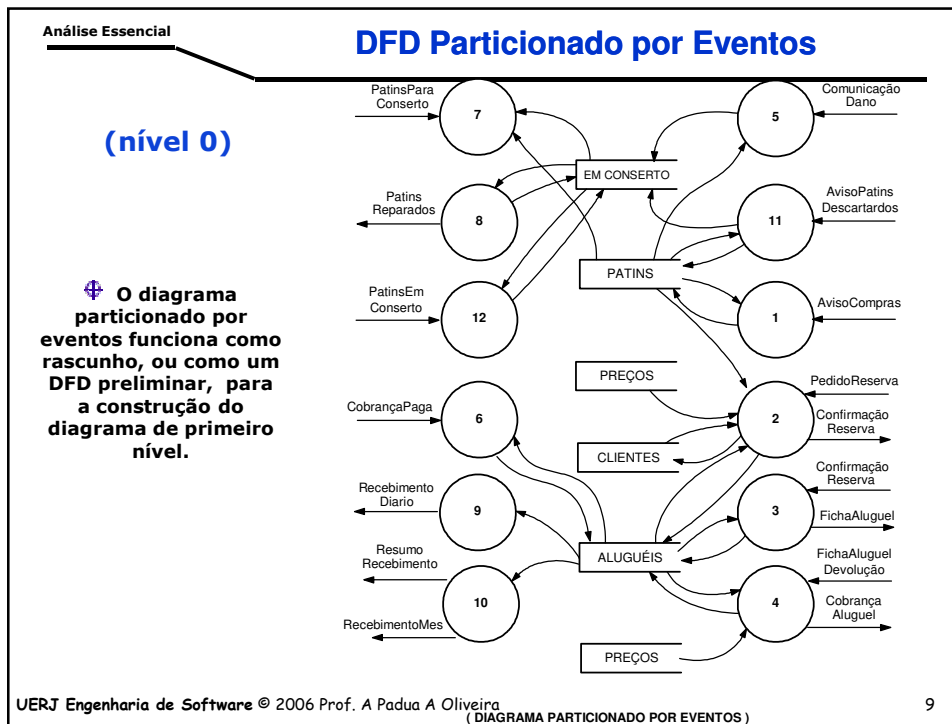 Análise Essencial
DFD Particionado por Eventos
(nível 0)
O diagrama
particionado por
eventos funciona como
rascunho, ou como um
DFD preliminar, para
a construção do
diagrama de primeiro
nível.
PatinsPara
Conserto
7
Comunicação
Dano
5
EM CONSERTO
Patins
Reparados
8
AvisoPatins
Descartardos
11
PATINS
PatinsEm
Conserto
12
AvisoCompras
1
PREÇOS
CobrançaPaga
6
PedidoReserva
2
Confirmação
Reserva
CLIENTES
Recebimento
Diario
9
Confirmação
Reserva
3
FichaAluguel
ALUGUÉIS
Resumo
Recebimento
10
RecebimentoMes
FichaAluguel
Devolução
4
Cobrança
Aluguel
PREÇOS
UERJ Engenharia de Software © 2006 Prof. A Padua A Oliveira
9
( DIAGRAMA PARTICIONADO POR EVENTOS )